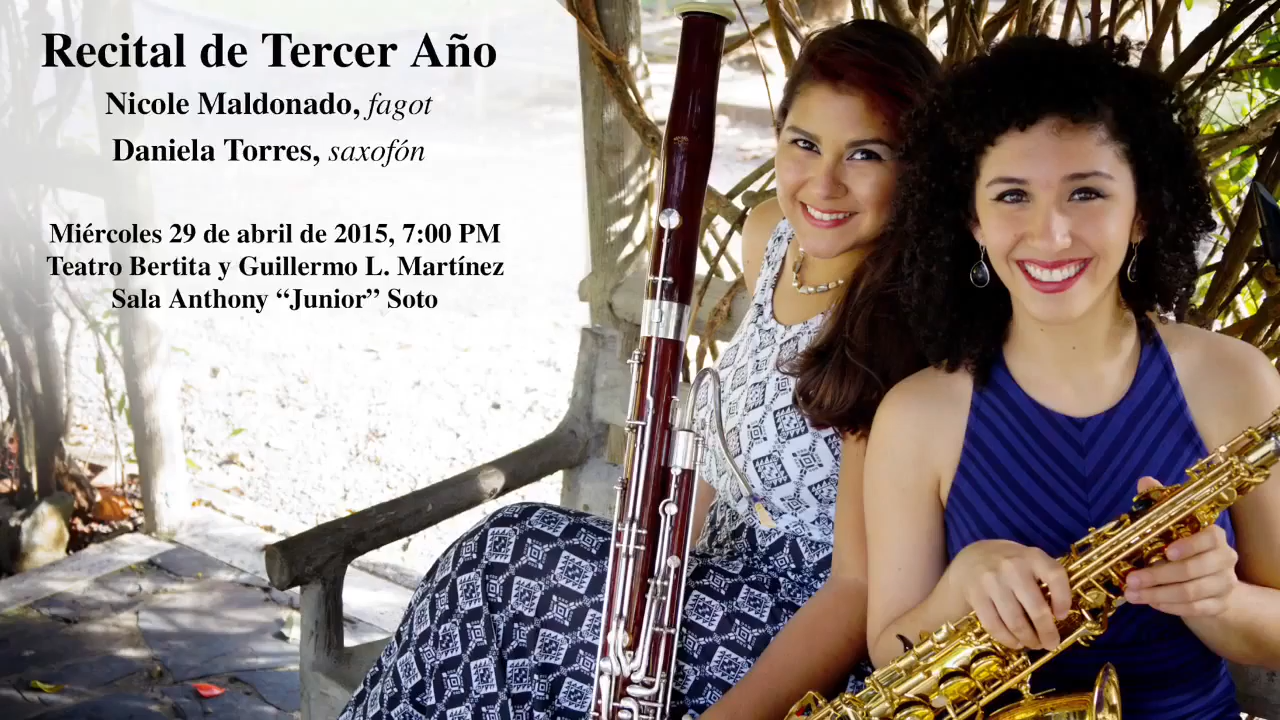 Recital de Tercer Año
Nicole Maldonado, fagot
Daniela Torres, saxofón
Miércoles 29 de abril de 2015, 7:00 PM
Teatro Bertita y Guillermo L. Martínez
Sala Anthony “Junior” Soto